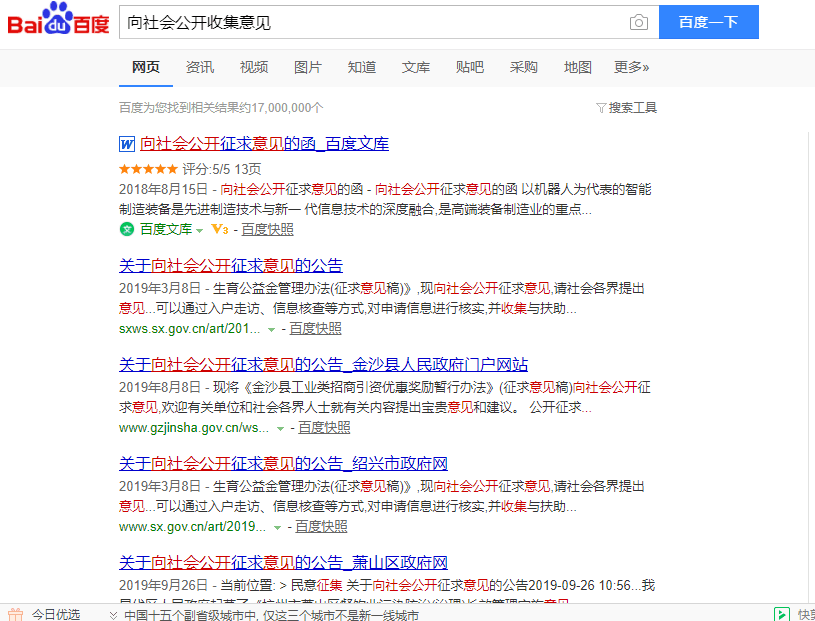 Bai du 百度 向社会公开收集意见 百度一下
网页 资讯 视频 图片 知道 文库 贴吧 采购 地图 更多»
百度为您找到相关结果约17,000,000个 搜索工具
W 向社会公开征求意见的函_百度文库
★★★★★ 评分:5/5 13页
2018年8月15日 - 向社会公开征求意见的函 - 向社会公开征求意见的函 以机器人为代表的智能
制造装备是先进制造技术与新一 代信息技术的深度融合,是高端装备制造业的重点...
文 百度文库 V3 - 百度快照
关于向社会公开征求意见的公告
2019年3月8日 - 生育公益金管理办法(征求意见稿)》,现向社会公开征求意见,请社会各界提出
意见...可以通过入户走访、信息核查等方式,对申请信息进行核实,并收集与扶助...
sxws.sx.gov.cn/art/201... - 百度快照
关于向社会公开征求意见的公告_金沙县人民政府门户网站
2019年8月8日 - 现将《金沙县工业类招商引资优惠奖励暂行办法》(征求意见稿)向社会公开征
求意见,欢迎有关单位和社会各界人士就有关内容提出宝贵意见和建议。 公开征求...
www.gzjinsha.gov.cn/ws... - 百度快照
关于向社会公开征求意见的公告_绍兴市政府网
2019年3月8日 - 生育公益金管理办法(征求意见稿)》,现向社会公开征求意见,请社会各界提出
意见...可以通过入户走访、信息核查等方式,对申请信息进行核实,并收集与扶助...
www.sx.gov.cn/art/2019... - 百度快照
关于向社会公开征求意见的公告_萧山区政府网
2019年9月26日 - 当前位置: > 民意征集 关于向社会公开征求意见的公告2019-09-26 10:56...我
今日优选 中国十五个副省级城市中, 仅这三个城市不是新一线城市